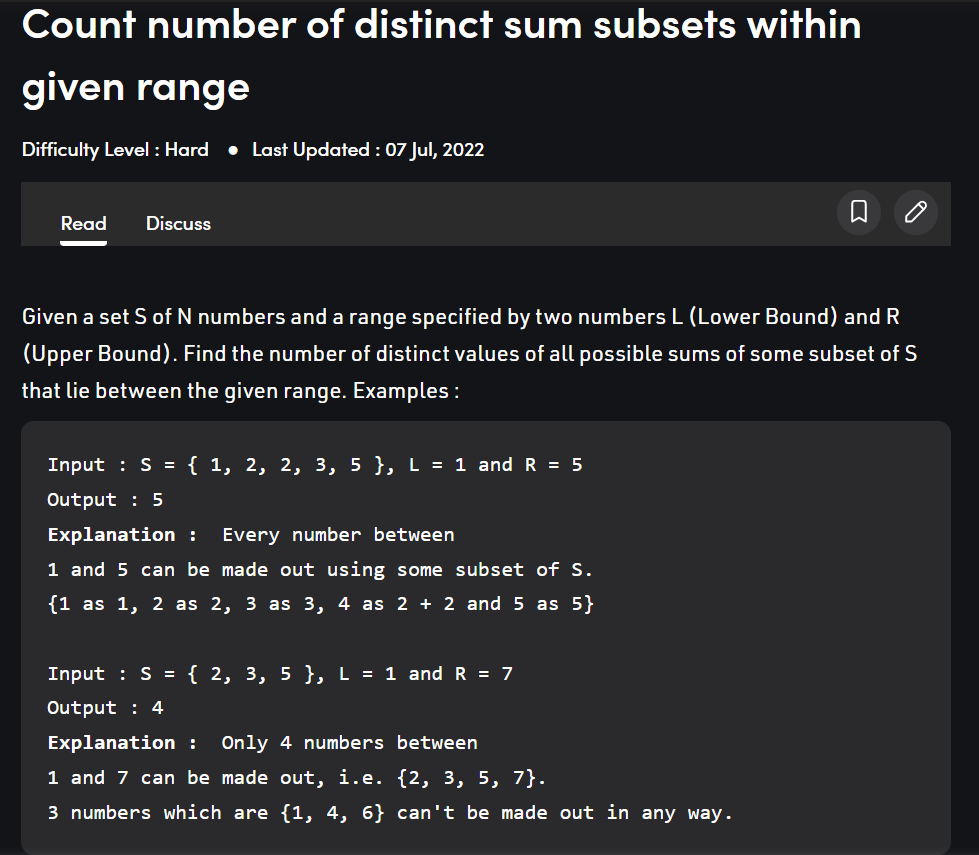 Count number of distinct sum subsets within
given range
Difficulty Level : Hard ● Last Updated : 07 Jul, 2022
Read Discuss
Given a set S of N numbers and a range specified by two numbers L (Lower Bound) and R
(Upper Bound). Find the number of distinct values of all possible sums of some subset of S
that lie between the given range. Examples :
Input : S = { 1, 2, 2, 3, 5 }, L = 1 and R = 5
Output : 5
Explanation :  Every number between
1 and 5 can be made out using some subset of S.
{1 as 1, 2 as 2, 3 as 3, 4 as 2 + 2 and 5 as 5}
Input : S = { 2, 3, 5 }, L = 1 and R = 7
Output : 4
Explanation :  Only 4 numbers between
1 and 7 can be made out, i.e. {2, 3, 5, 7}.
3 numbers which are {1, 4, 6} can't be made out in any way.